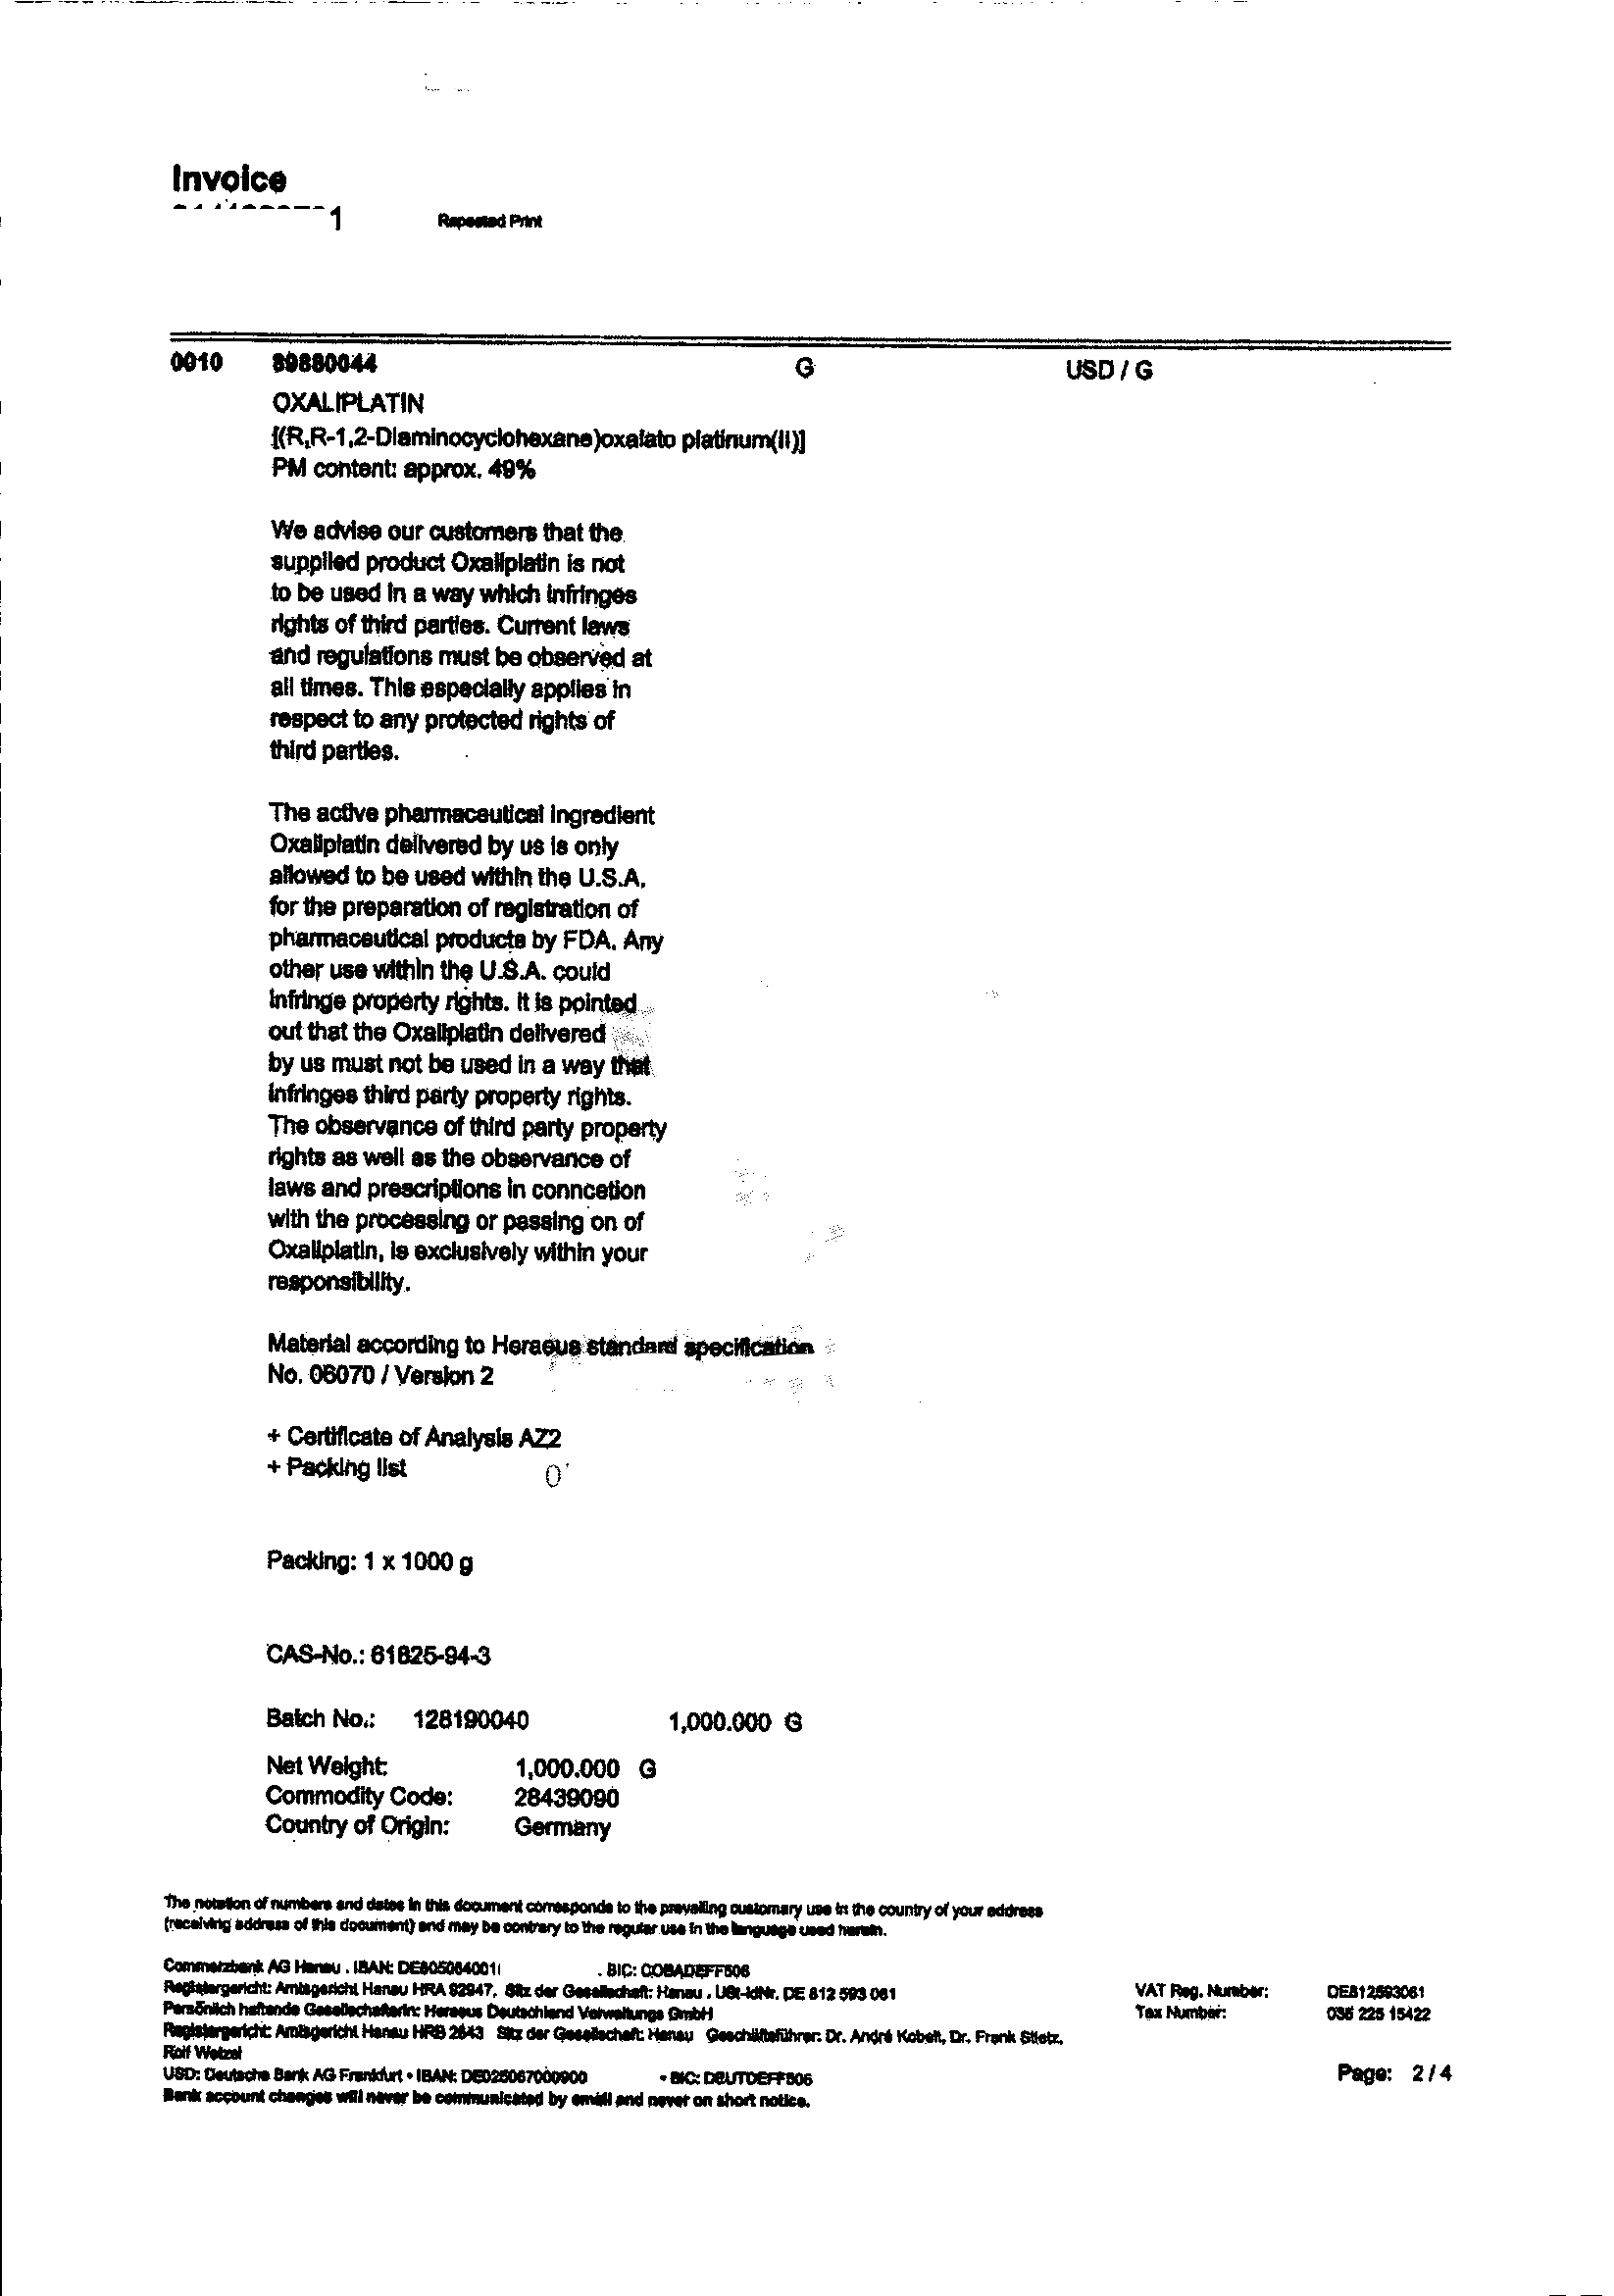 Invoice
1 Repeated Print
0010 89880044 G USD / G
OXALIPLATIN
[(R,R-1,2-Diaminocyclohexane)oxalato platinum(II)]
PM content: approx. 49%
We advise our customers that the
supplied product Oxaliplatin is not
to be used in a way which infringes
rights of third parties. Current laws
and regulations must be observed at
all times. This especially applies in
respect to any protected rights of
third parties.
The active pharmaceutical ingredient
Oxaliplatin delivered by us is only
allowed to be used within the U.S.A.
for the preparation of registration of
pharmaceutical products by FDA. Any
other use within the U.S.A. could
infringe property rights. It is pointed
out that the Oxaliplatin delivered
by us must not be used in a way that
infringes third party property rights.
The observance of third party property
rights as well as the observance of
laws and prescriptions in conncetion
with the processing or passing on of
Oxaliplatin, is exclusively within your
responsibility.
Material according to Heraeus standard specification
No. 06070 / Version 2
+ Certificate of Analysis AZ2
+ Packing list
Packing: 1 x 1000 g
CAS-No.: 61825-94-3
Batch No.: 128190040 1,000.000 G
Net Weight: 1,000.000 G
Commodity Code: 28439090
Country of Origin: Germany
The notation of numbers and dates in this document corresponds to the prevailing customary use in the country of your address
(receiving address of this document) and may be contrary to the regular use in the language used herein.
Commerzbank AG Hanau . IBAN: DE805064001 . BIC: COBADEFF506
Registergericht: Amtsgericht Hanau HRA 92947, Sitz der Gesellschaft: Hanau . USt-IdNr. DE 812 593 061 VAT Reg. Number: DE812593061
Persönlich haftende Gesellschafterin: Heraeus Deutschland Verwaltungs GmbH Tax Number: 035 225 15422
Registergericht: Amtsgericht Hanau HRB 2643 Sitz der Gesellschaft: Hanau Geschäftsführer: Dr. André Kobelt, Dr. Frank Stietz,
Rolf Wetzel
USD: Deutsche Bank AG Frankfurt • IBAN: DE025067000900 • BIC: DEUTDEFF506 Page: 2 / 4
Bank account changes will never be communicated by email and never on short notice.